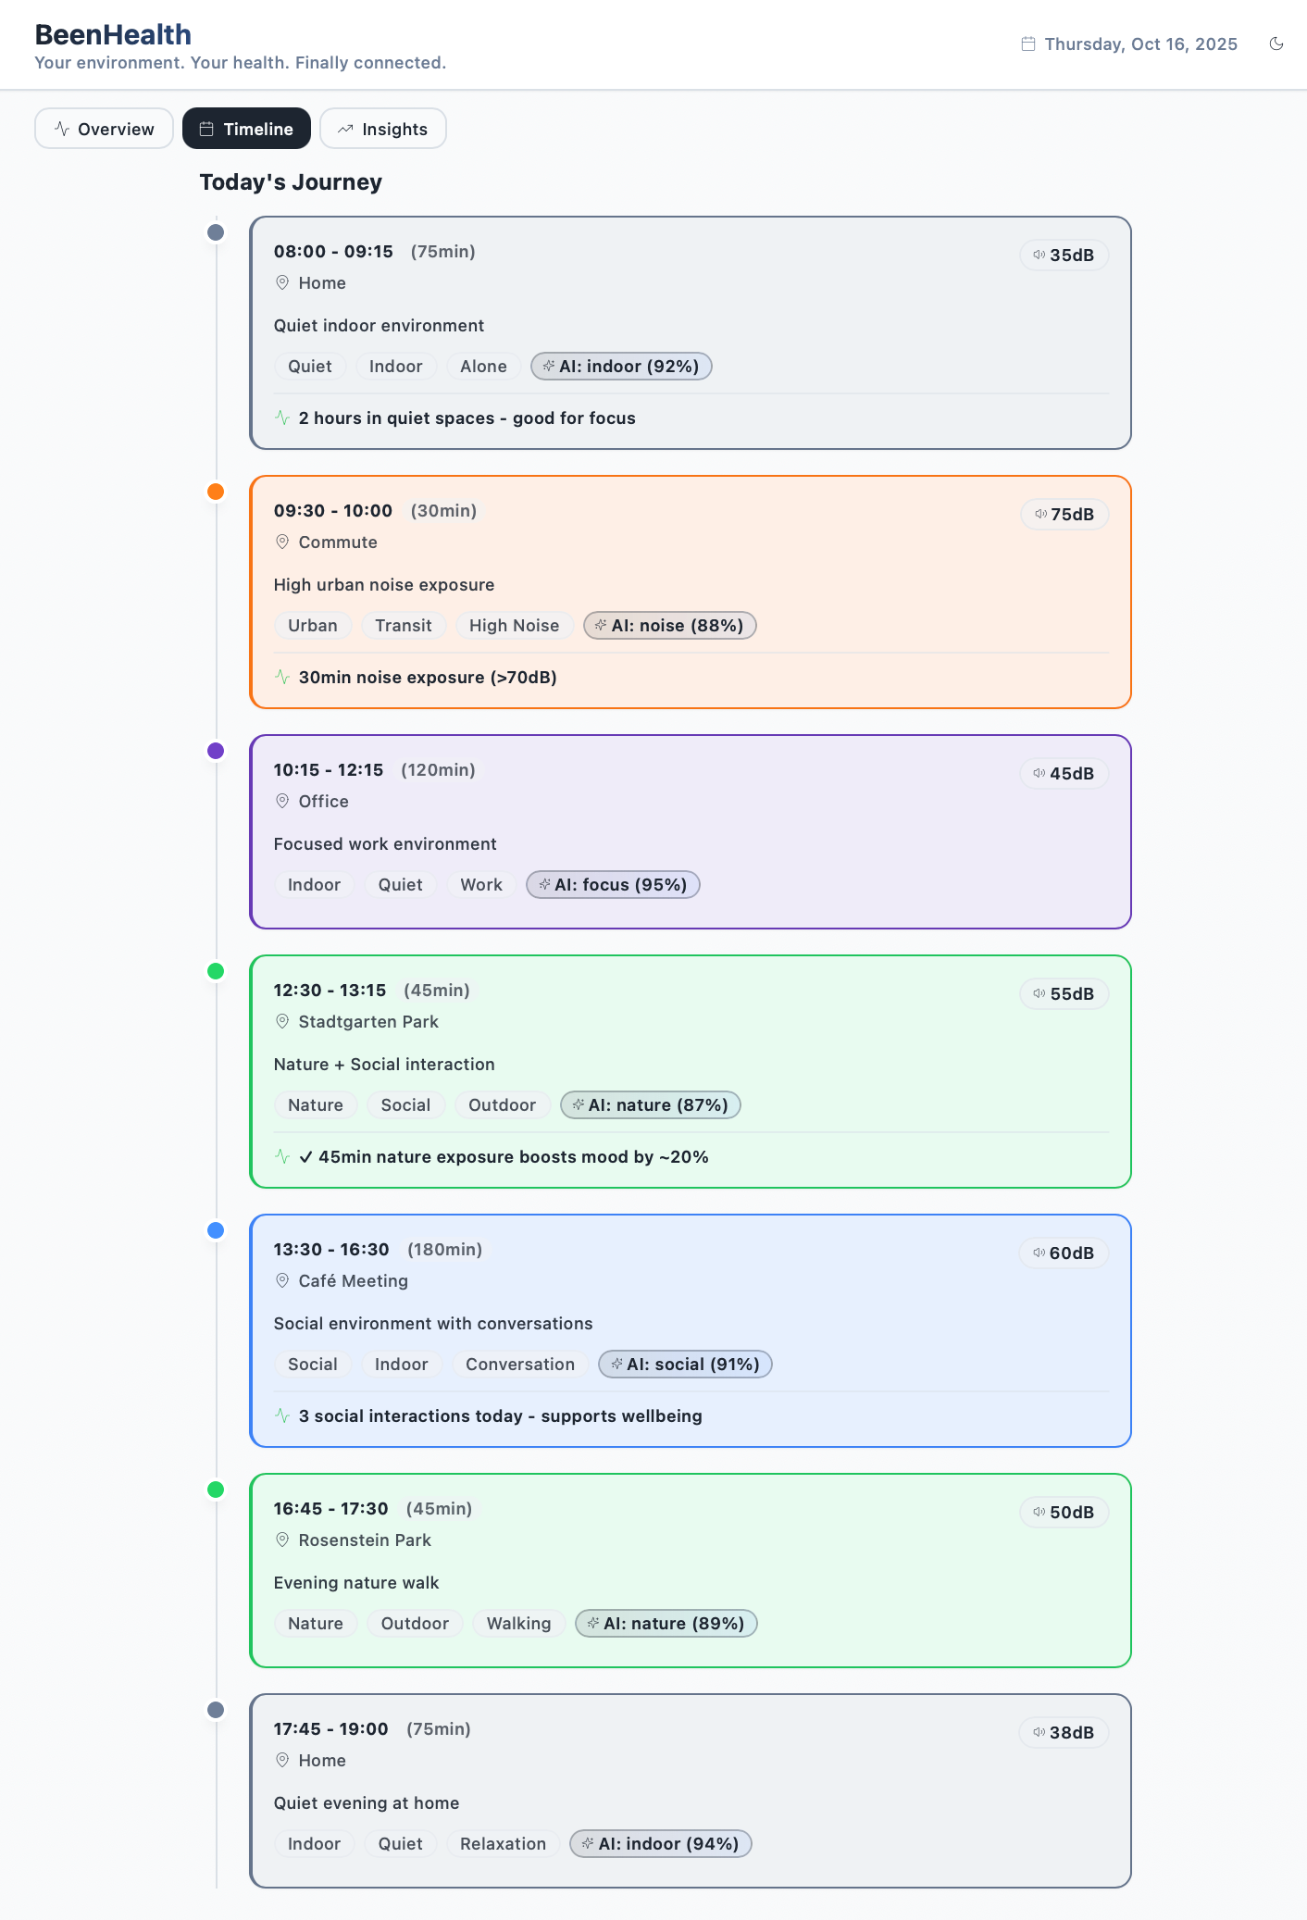 BeenHealth
Your environment. Your health. Finally connected.
Thursday, Oct 16, 2025
Overview
Timeline
Insights
Today's Journey
08:00 - 09:15 (75min)
35dB
Home
Quiet indoor environment
Quiet Indoor Alone AI: indoor (92%)
2 hours in quiet spaces - good for focus
09:30 - 10:00 (30min)
75dB
Commute
High urban noise exposure
Urban Transit High Noise AI: noise (88%)
30min noise exposure (>70dB)
10:15 - 12:15 (120min)
45dB
Office
Focused work environment
Indoor Quiet Work AI: focus (95%)
12:30 - 13:15 (45min)
55dB
Stadtgarten Park
Nature + Social interaction
Nature Social Outdoor AI: nature (87%)
✓ 45min nature exposure boosts mood by ~20%
13:30 - 16:30 (180min)
60dB
Café Meeting
Social environment with conversations
Social Indoor Conversation AI: social (91%)
3 social interactions today - supports wellbeing
16:45 - 17:30 (45min)
50dB
Rosenstein Park
Evening nature walk
Nature Outdoor Walking AI: nature (89%)
17:45 - 19:00 (75min)
38dB
Home
Quiet evening at home
Indoor Quiet Relaxation AI: indoor (94%)